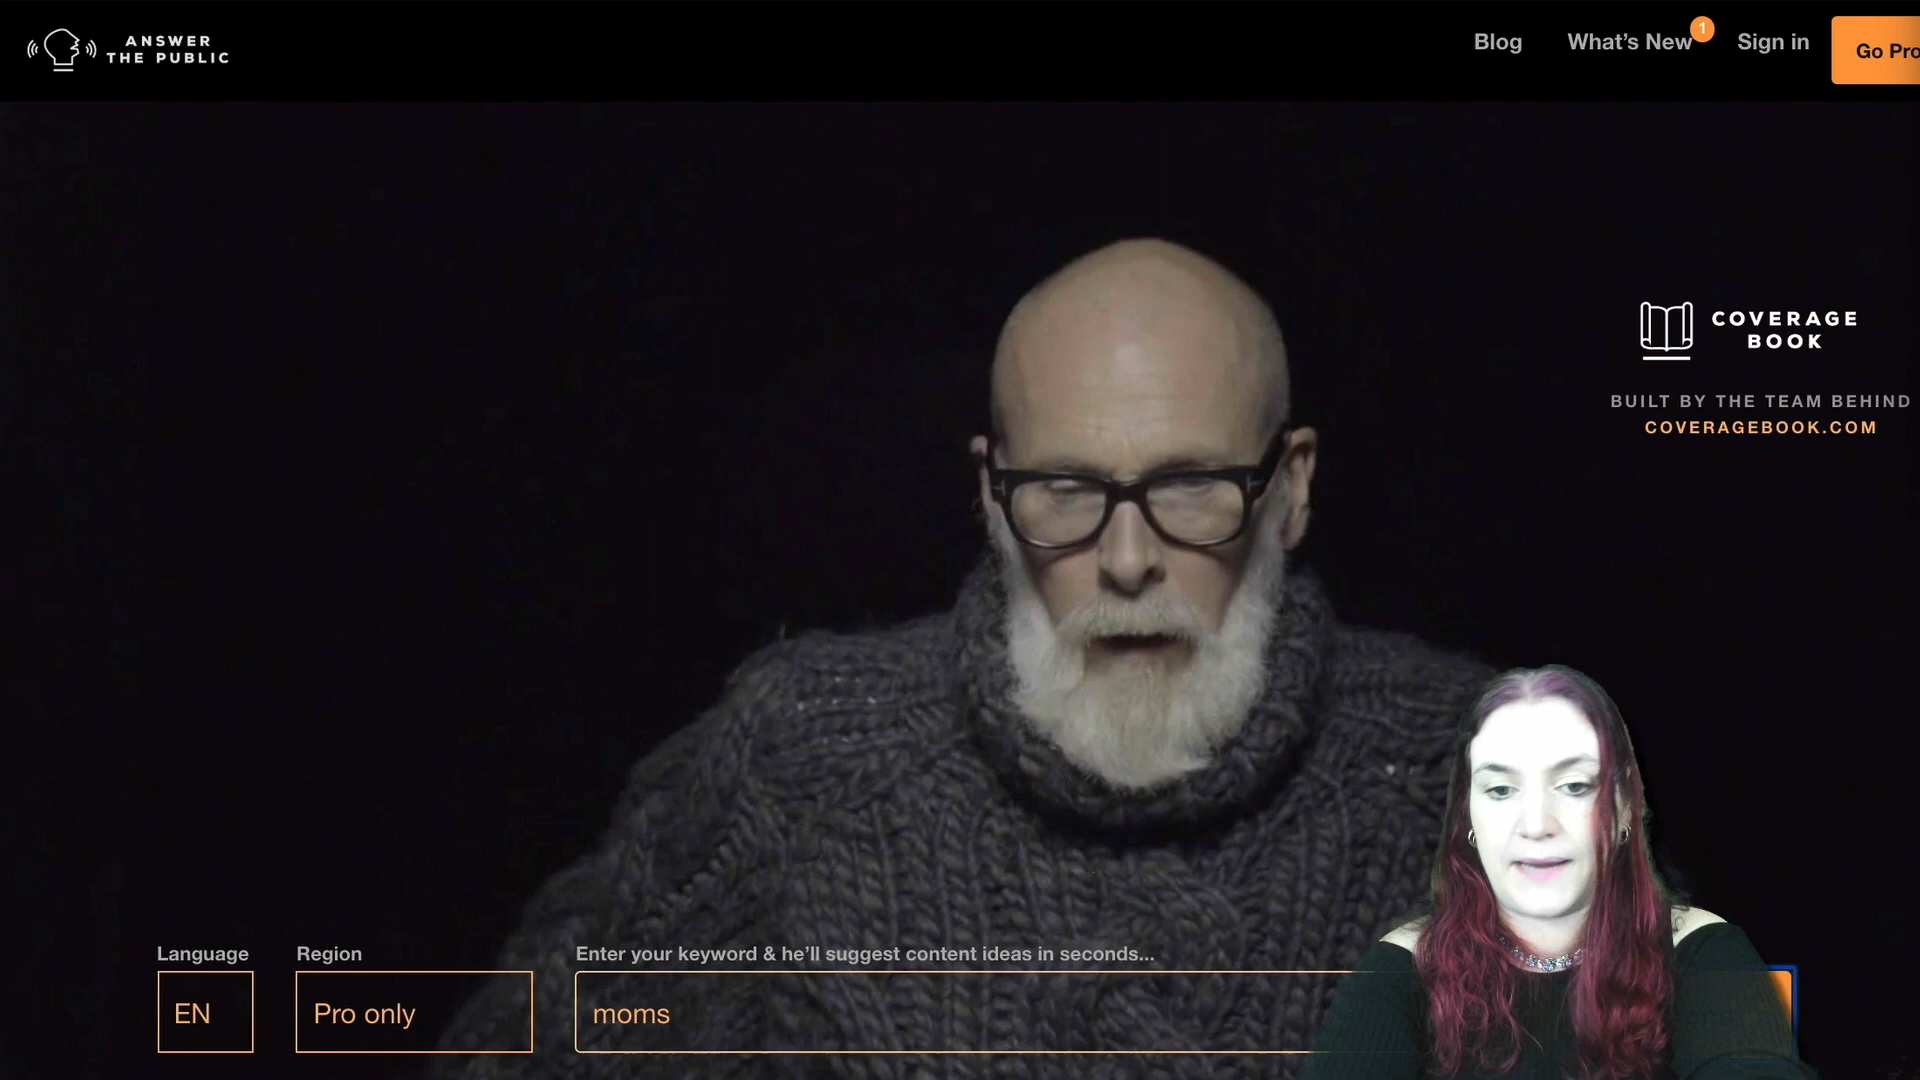 ANSWER
THE PUBLIC
Blog
What's New
1
Sign in
Go Pro
COVERAGE
BOOK
BUILT BY THE TEAM BEHIND
COVERAGEBOOK.COM
Language
Region
Enter your keyword & he'll suggest content ideas in seconds...
EN
Pro only
moms